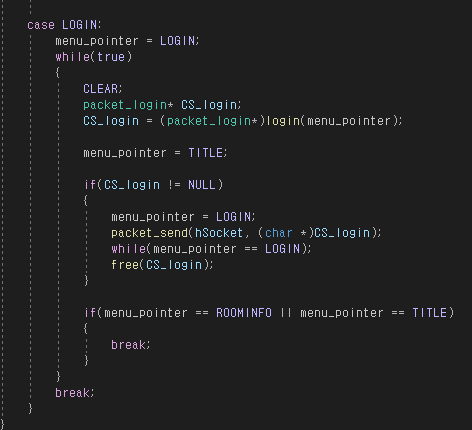 case LOGIN:
menu_pointer = LOGIN;
while(true)
{
CLEAR;
packet_login* CS_login;
CS_login = (packet_login*)login(menu_pointer);
menu_pointer = TITLE;
if(CS_login != NULL)
{
menu_pointer = LOGIN;
packet_send(hSocket, (char *)CS_login);
while(menu_pointer == LOGIN);
free(CS_login);
}
if(menu_pointer == ROOMINFO || menu_pointer == TITLE)
{
break;
}
}
break;
}
}